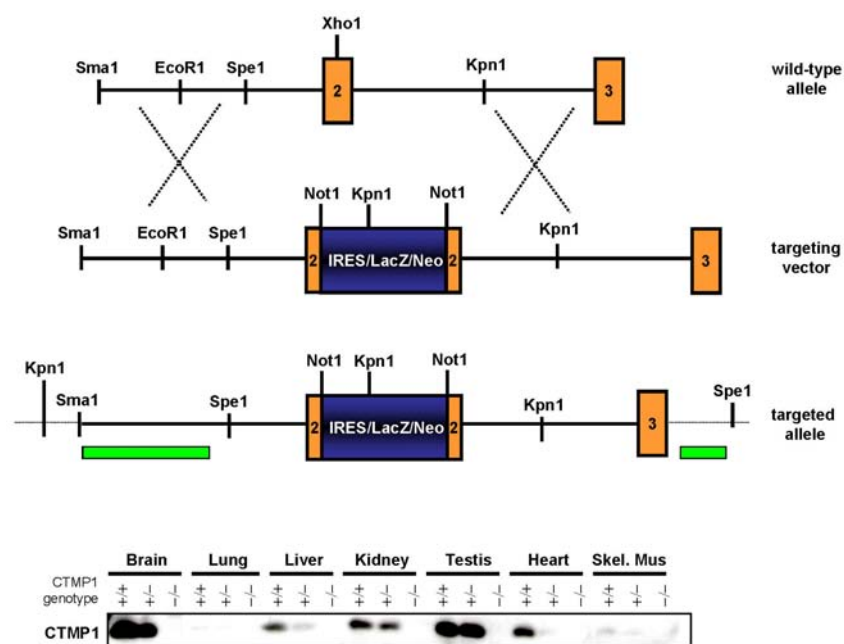 Xho1
Sma1 EcoR1 Spe1 Kpn1
2 3
wild-type
allele
Not1 Kpn1 Not1
Sma1 EcoR1 Spe1 Kpn1
2 IRES/LacZ/Neo 2 3
targeting
vector
Kpn1 Not1 Kpn1 Not1
Sma1 Spe1 Kpn1 Spe1
2 IRES/LacZ/Neo 2 3
targeted
allele
Brain Lung Liver Kidney Testis Heart Skel. Mus
CTMP1
genotype
+/+ +/- -/- +/+ +/- -/- +/+ +/- -/- +/+ +/- -/- +/+ +/- -/- +/+ +/- -/- +/+ +/- -/-
CTMP1